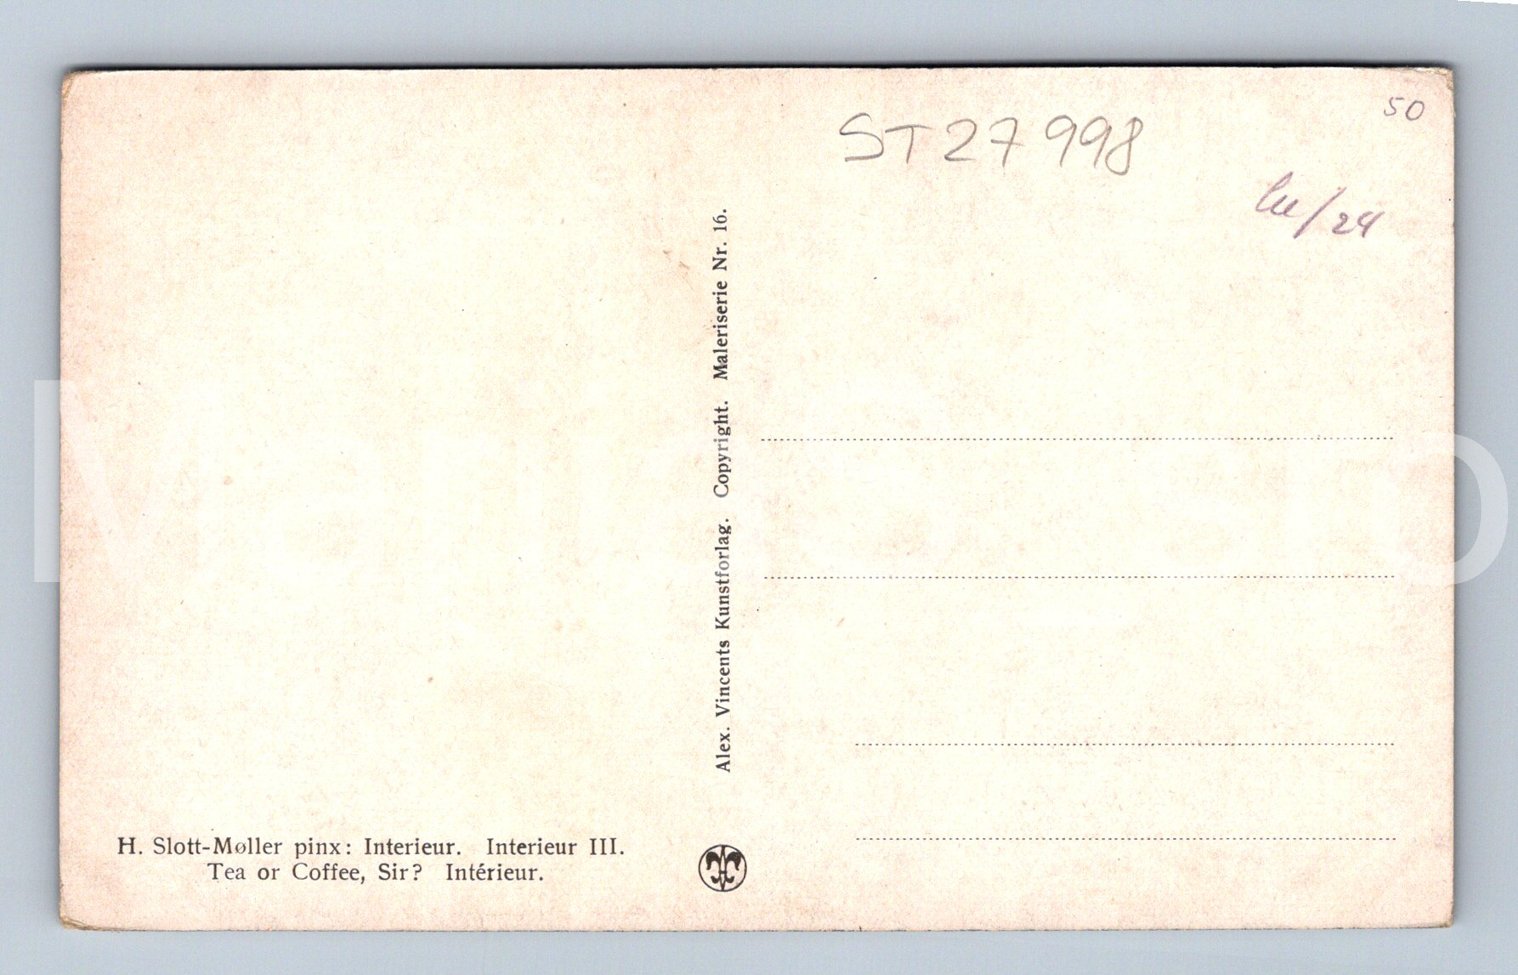 50
ST27998
/24
Alex. Vincents Kunstforlag. Copyright. Maleriserie Nr. 16.
H. Slott-Møller pinx: Interieur. Interieur III.
Tea or Coffee, Sir? Intérieur.